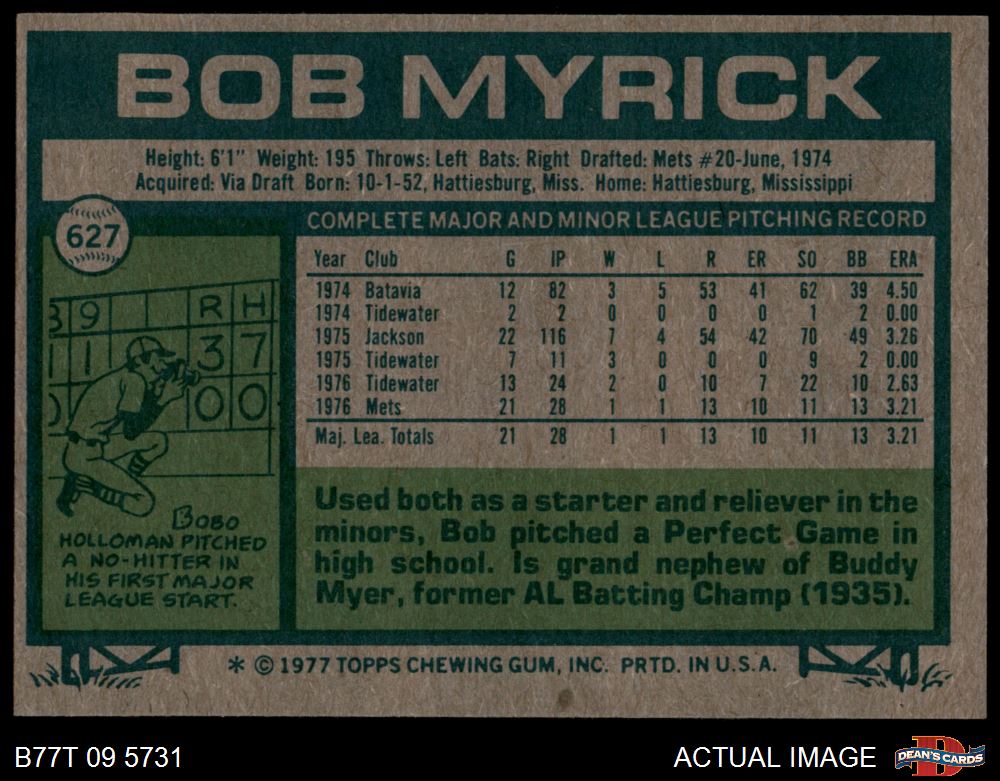 BOB MYRICK
Height: 6'1" Weight: 195 Throws: Left Bats: Right Drafted: Mets #20-June, 1974
Acquired: Via Draft Born: 10-1-52, Hattiesburg, Miss. Home: Hattiesburg, Mississippi
627
COMPLETE MAJOR AND MINOR LEAGUE PITCHING RECORD
Year Club G IP W L R ER SO BB ERA
1974 Batavia 12 82 3 5 53 41 62 39 4.50
1974 Tidewater 2 2 0 0 0 0 1 2 0.00
1975 Jackson 22 116 7 4 54 42 70 49 3.26
1975 Tidewater 7 11 3 0 0 0 9 2 0.00
1976 Tidewater 13 24 2 0 10 7 22 10 2.63
1976 Mets 21 28 1 1 13 10 11 13 3.21
Maj. Lea. Totals 21 28 1 1 13 10 11 13 3.21
9 R H
1 1 3 7
0 0 0
BOBO
HOLLOMAN PITCHED
A NO-HITTER IN
HIS FIRST MAJOR
LEAGUE START.
Used both as a starter and reliever in the
minors, Bob pitched a Perfect Game in
high school. Is grand nephew of Buddy
Myer, former AL Batting Champ (1935).
* © 1977 TOPPS CHEWING GUM, INC. PRTD. IN U.S.A.
B77T 09 5731
ACTUAL IMAGE
D
DEAN'S CARDS